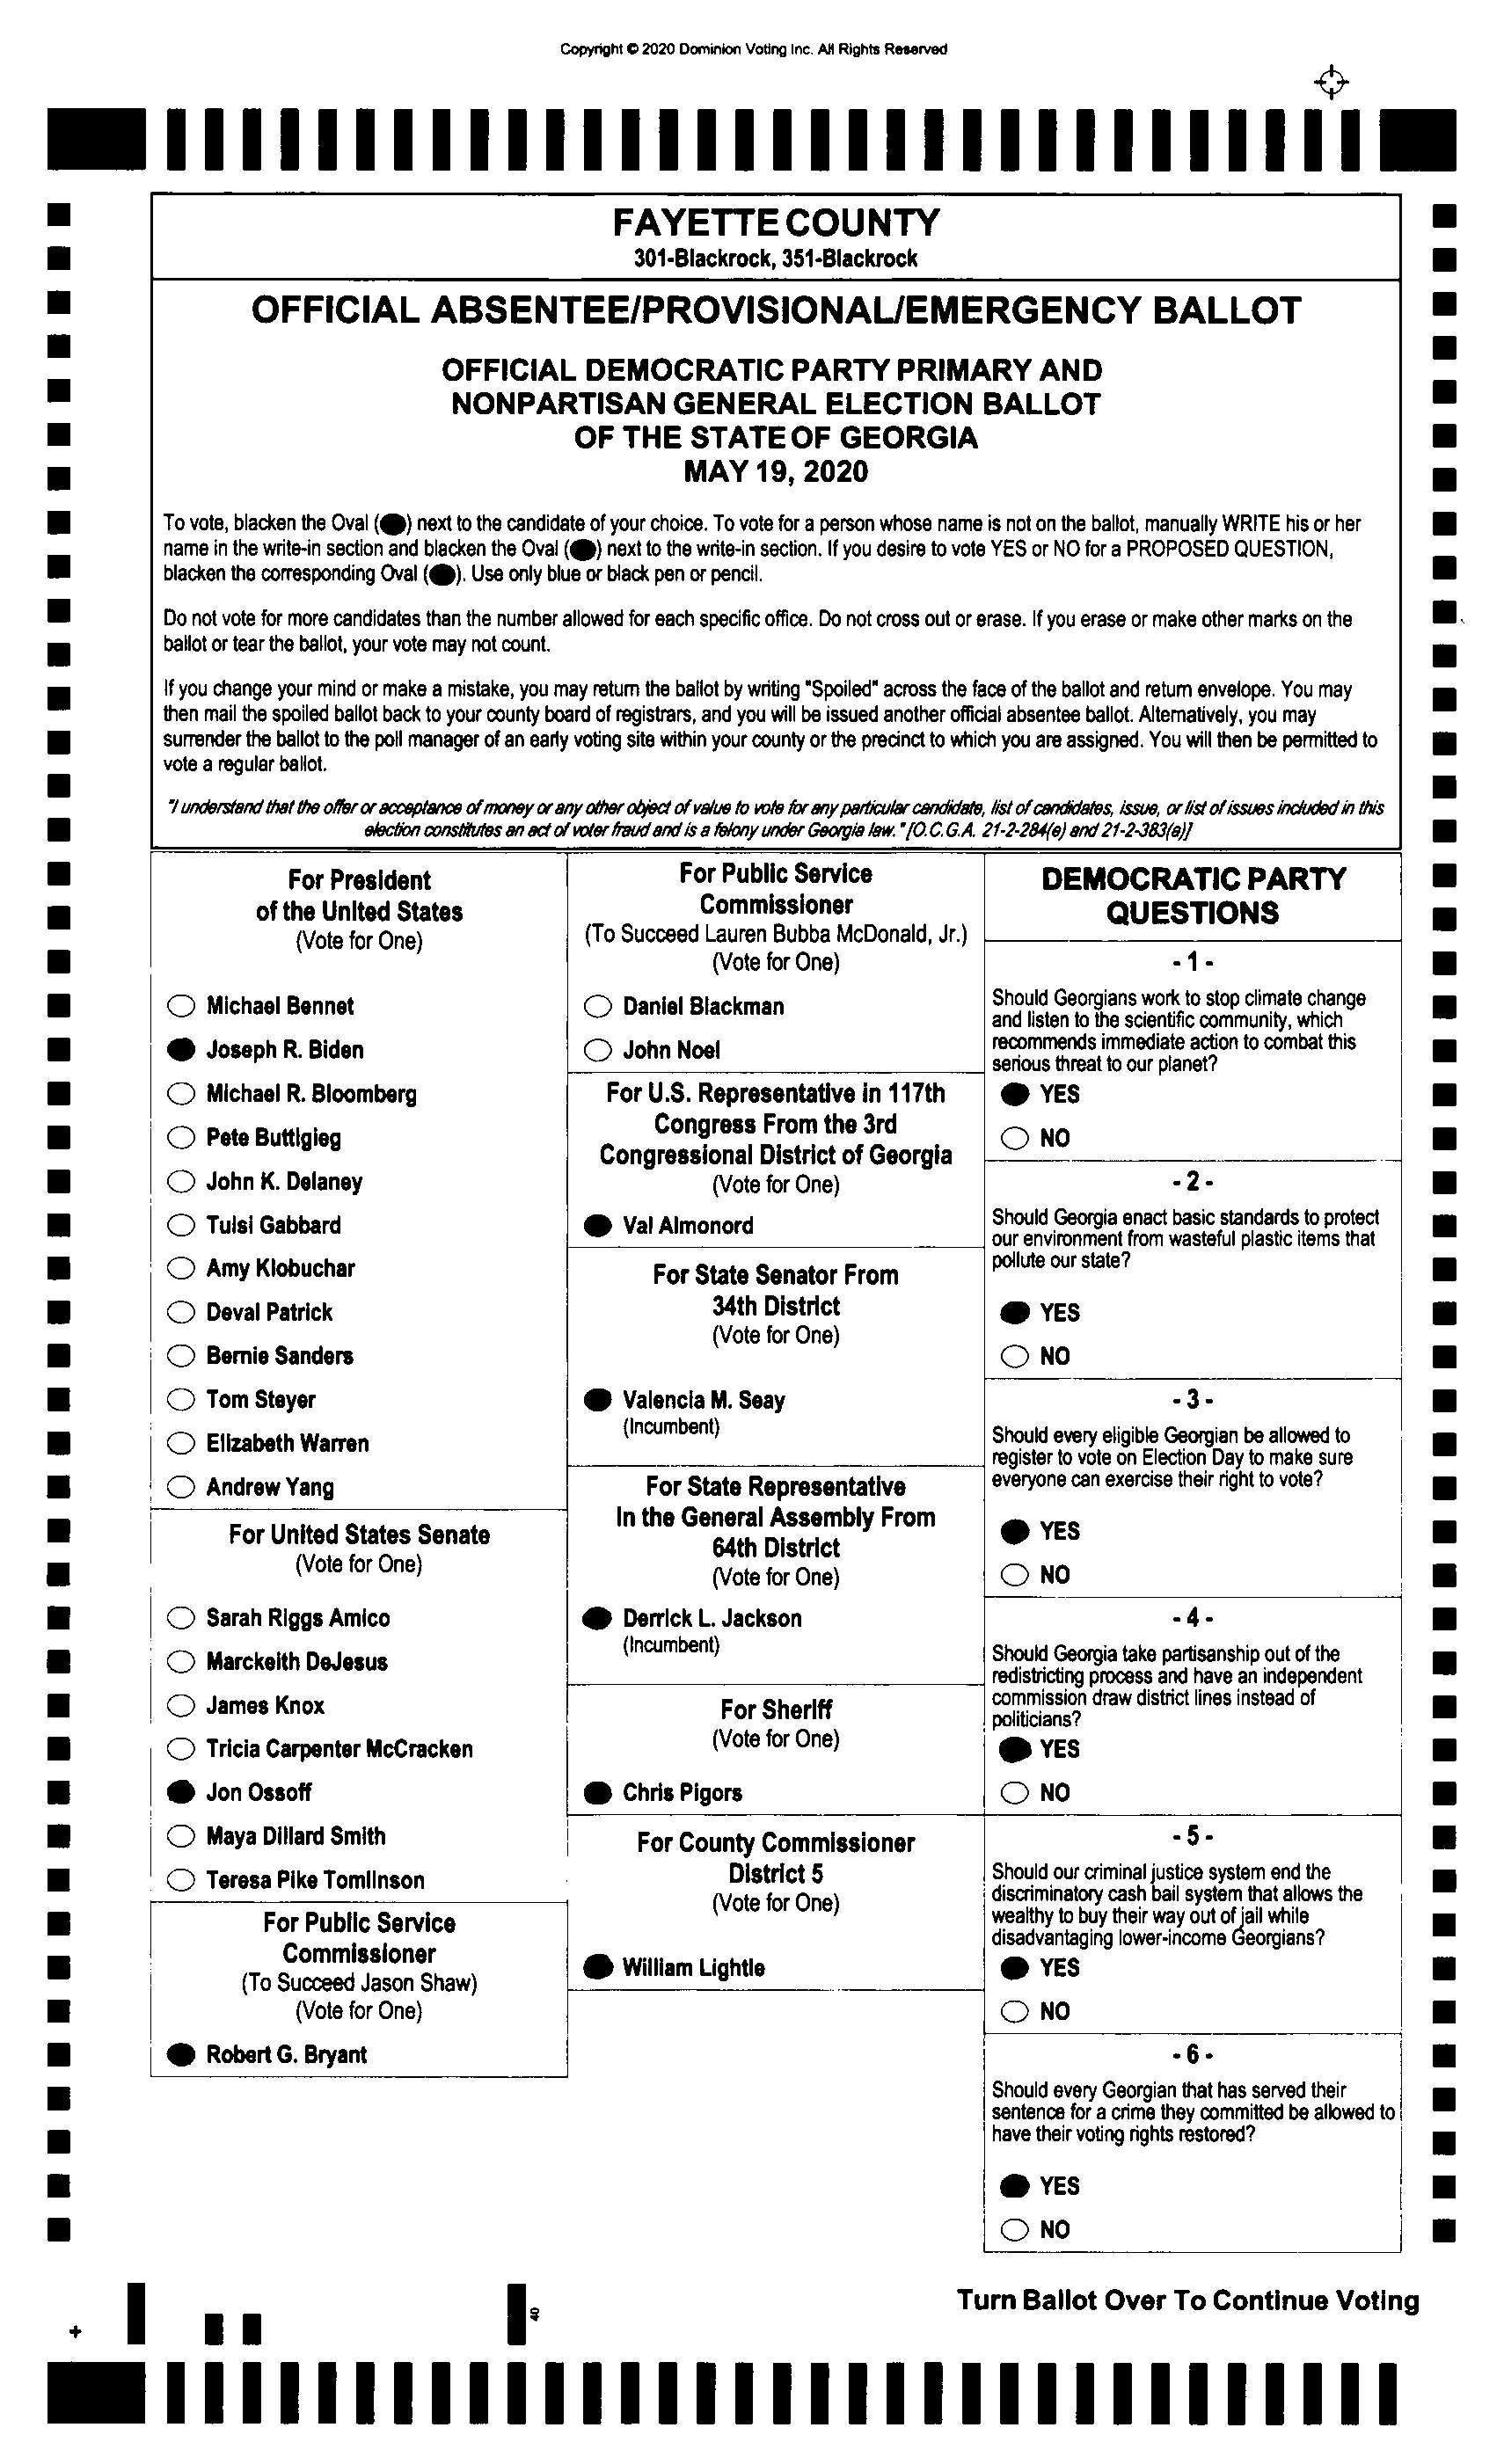 Copyright © 2020 Dominion Voting Inc. All Rights Reserved
FAYETTE COUNTY
301-Blackrock, 351-Blackrock
OFFICIAL ABSENTEE/PROVISIONAL/EMERGENCY BALLOT
OFFICIAL DEMOCRATIC PARTY PRIMARY AND
NONPARTISAN GENERAL ELECTION BALLOT
OF THE STATE OF GEORGIA
MAY 19, 2020
To vote, blacken the Oval ( ) next to the candidate of your choice. To vote for a person whose name is not on the ballot, manually WRITE his or her
name in the write-in section and blacken the Oval ( ) next to the write-in section. If you desire to vote YES or NO for a PROPOSED QUESTION,
blacken the corresponding Oval ( ). Use only blue or black pen or pencil.
Do not vote for more candidates than the number allowed for each specific office. Do not cross out or erase. If you erase or make other marks on the
ballot or tear the ballot, your vote may not count.
If you change your mind or make a mistake, you may return the ballot by writing "Spoiled" across the face of the ballot and return envelope. You may
then mail the spoiled ballot back to your county board of registrars, and you will be issued another official absentee ballot. Alternatively, you may
surrender the ballot to the poll manager of an early voting site within your county or the precinct to which you are assigned. You will then be permitted to
vote a regular ballot.
"I understand that the offer or acceptance of money or any other object of value to vote for any particular candidate, list of candidates, issue, or list of issues included in this
election constitutes an act of voter fraud and is a felony under Georgia law." [O.C.G.A. 21-2-284(e) and 21-2-383(a)]
For President
of the United States
(Vote for One)
Michael Bennet
Joseph R. Biden
Michael R. Bloomberg
Pete Buttigieg
John K. Delaney
Tulsi Gabbard
Amy Klobuchar
Deval Patrick
Bernie Sanders
Tom Steyer
Elizabeth Warren
Andrew Yang
For United States Senate
(Vote for One)
Sarah Riggs Amico
Marckeith DeJesus
James Knox
Tricia Carpenter McCracken
Jon Ossoff
Maya Dillard Smith
Teresa Pike Tomlinson
For Public Service
Commissioner
(To Succeed Jason Shaw)
(Vote for One)
Robert G. Bryant
For Public Service
Commissioner
(To Succeed Lauren Bubba McDonald, Jr.)
(Vote for One)
Daniel Blackman
John Noel
For U.S. Representative in 117th
Congress From the 3rd
Congressional District of Georgia
(Vote for One)
Val Almonord
For State Senator From
34th District
(Vote for One)
Valencia M. Seay
(Incumbent)
For State Representative
In the General Assembly From
64th District
(Vote for One)
Derrick L. Jackson
(Incumbent)
For Sheriff
(Vote for One)
Chris Pigors
For County Commissioner
District 5
(Vote for One)
William Lightle
DEMOCRATIC PARTY
QUESTIONS
- 1 -
Should Georgians work to stop climate change
and listen to the scientific community, which
recommends immediate action to combat this
serious threat to our planet?
YES
NO
- 2 -
Should Georgia enact basic standards to protect
our environment from wasteful plastic items that
pollute our state?
YES
NO
- 3 -
Should every eligible Georgian be allowed to
register to vote on Election Day to make sure
everyone can exercise their right to vote?
YES
NO
- 4 -
Should Georgia take partisanship out of the
redistricting process and have an independent
commission draw district lines instead of
politicians?
YES
NO
- 5 -
Should our criminal justice system end the
discriminatory cash bail system that allows the
wealthy to buy their way out of jail while
disadvantaging lower-income Georgians?
YES
NO
- 6 -
Should every Georgian that has served their
sentence for a crime they committed be allowed to
have their voting rights restored?
YES
NO
Turn Ballot Over To Continue Voting
40